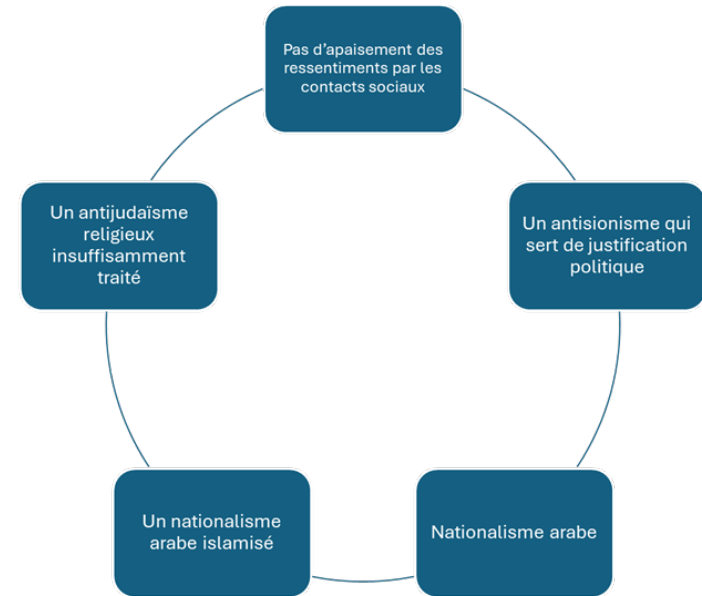 Pas d’apaisement des
ressentiments par les
contacts sociaux
Un antisionisme qui
sert de justification
politique
Nationalisme arabe
Un nationalisme
arabe islamisé
Un antijudaïsme
religieux
insuffisamment
traité